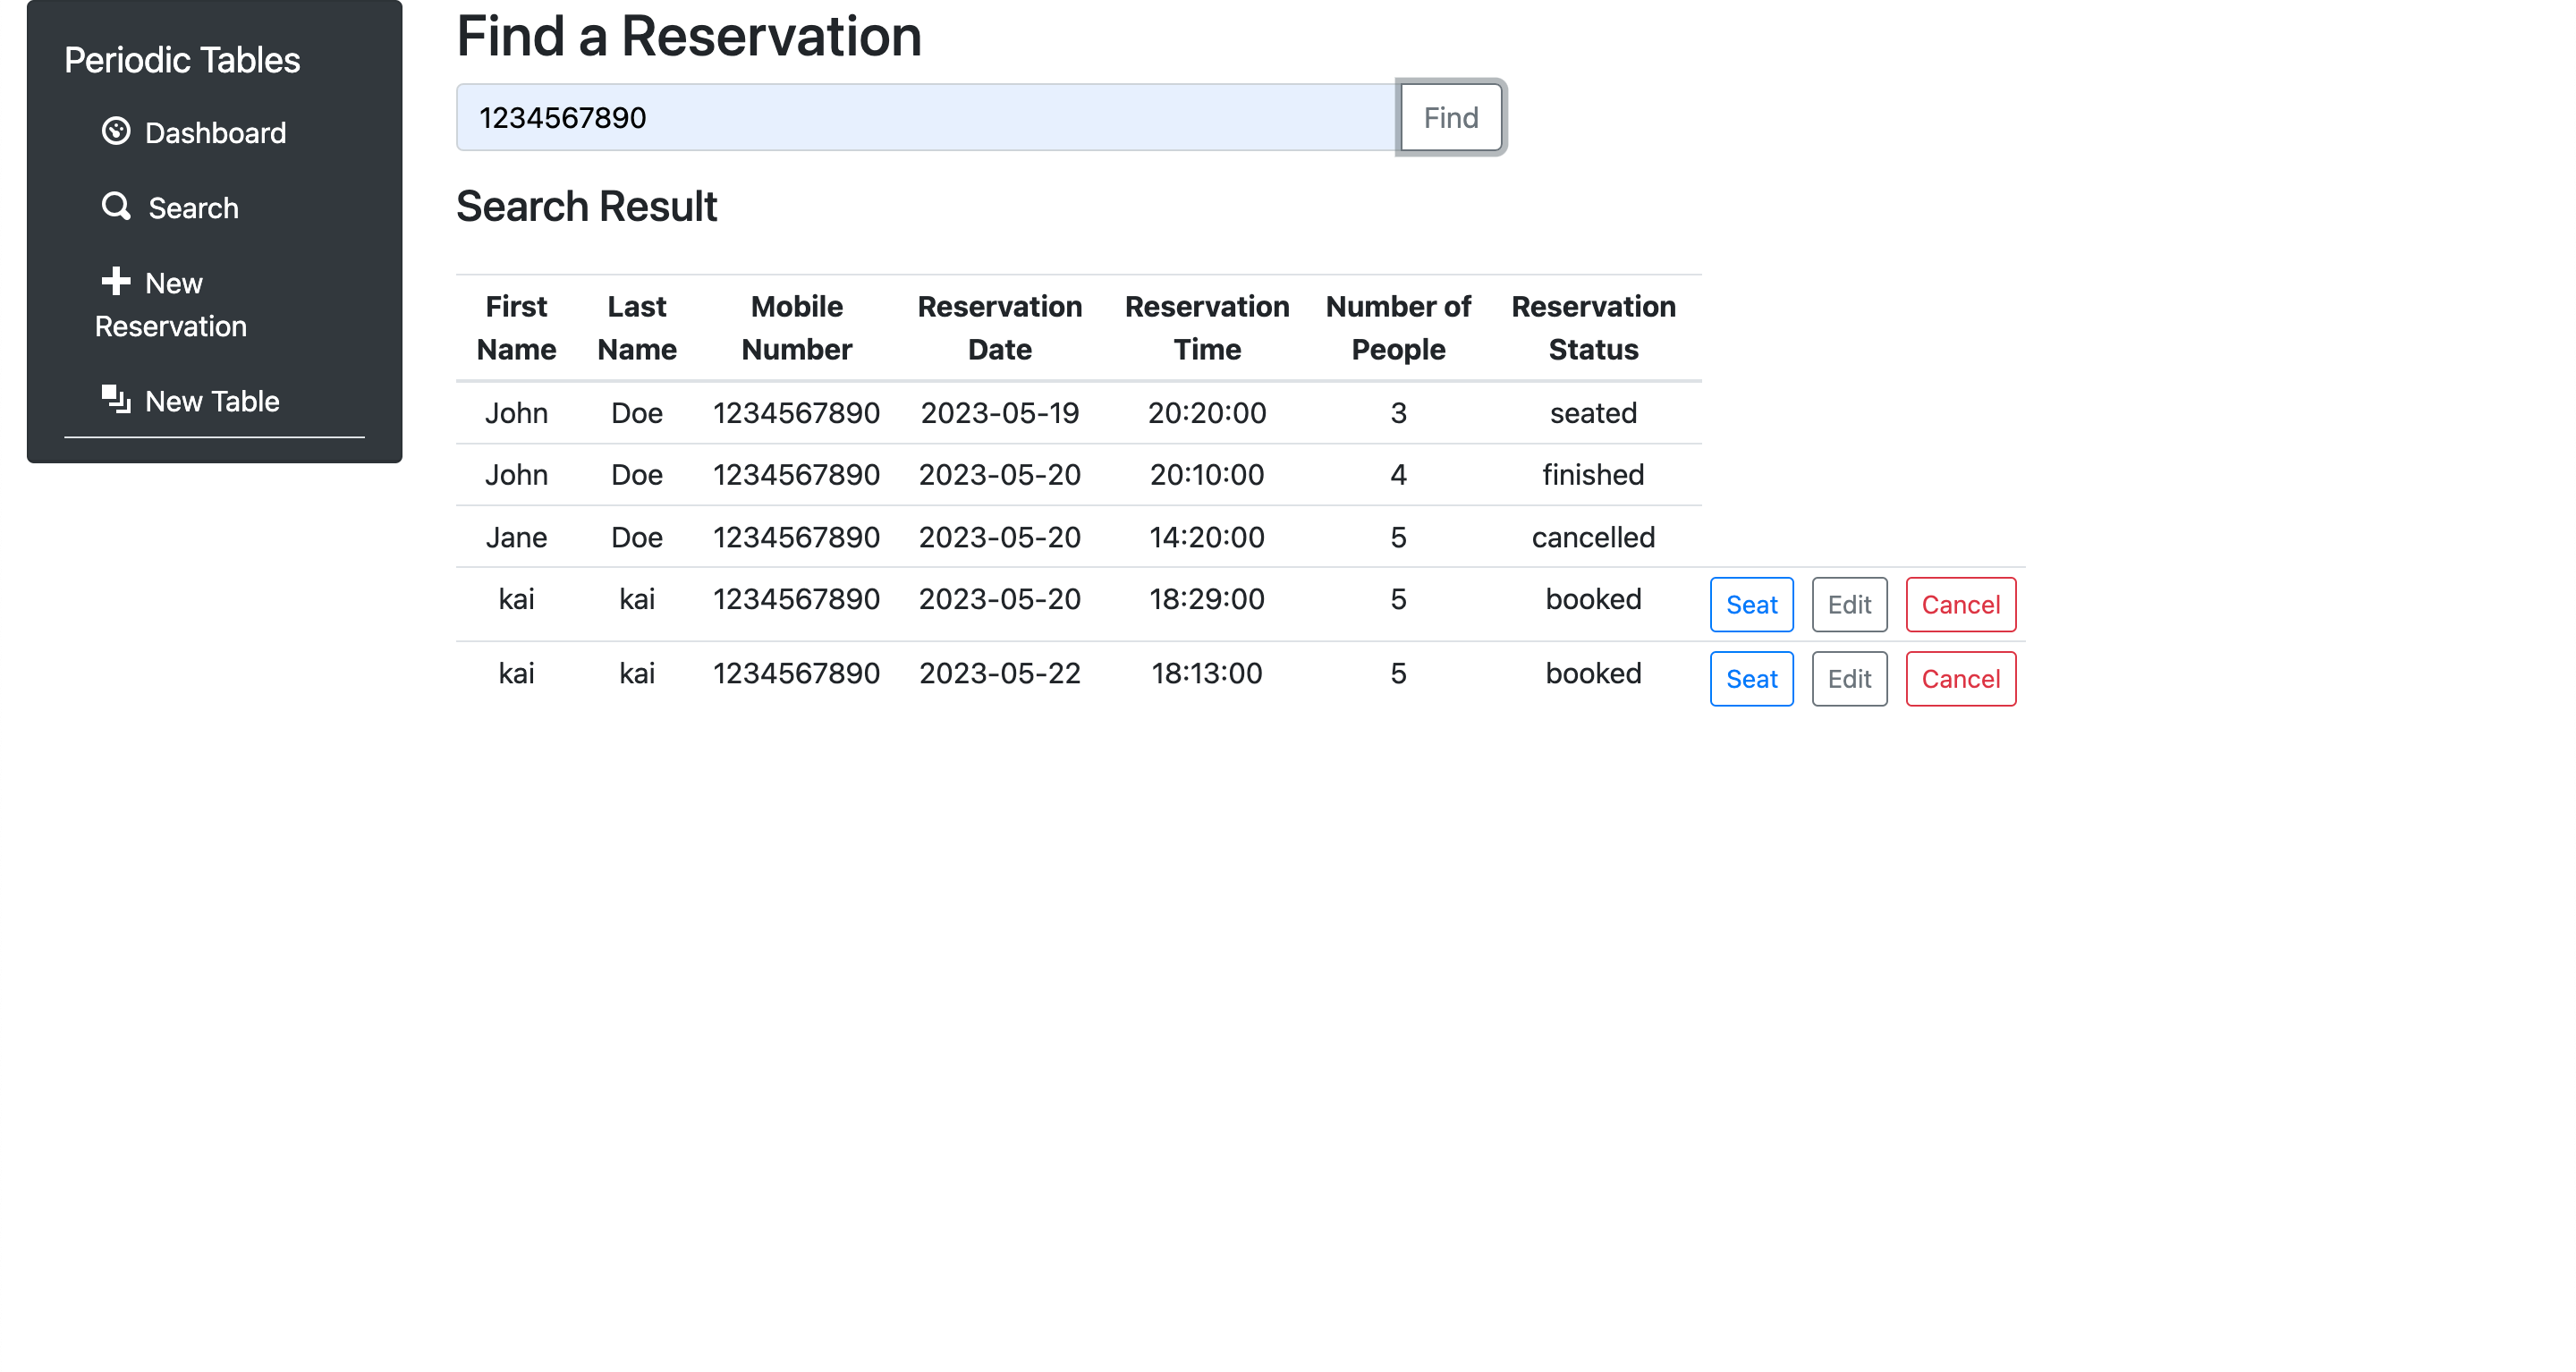 Periodic Tables
Dashboard
Search
New
Reservation
New Table
Find a Reservation
1234567890 Find
Search Result
First Name Last Name Mobile Number Reservation Date Reservation Time Number of People Reservation Status
John Doe 1234567890 2023-05-19 20:20:00 3 seated
John Doe 1234567890 2023-05-20 20:10:00 4 finished
Jane Doe 1234567890 2023-05-20 14:20:00 5 cancelled
kai kai 1234567890 2023-05-20 18:29:00 5 booked Seat Edit Cancel
kai kai 1234567890 2023-05-22 18:13:00 5 booked Seat Edit Cancel